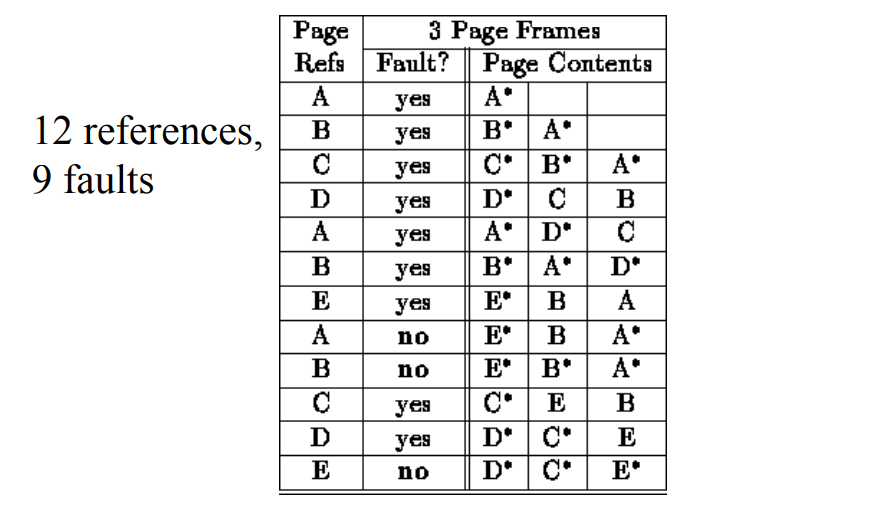 12 references,
9 faults
Page Refs | 3 Page Frames
Fault? | Page Contents
A | yes | A* | |
B | yes | B* | A* |
C | yes | C* | B* | A*
D | yes | D* | C | B
A | yes | A* | D* | C
B | yes | B* | A* | D*
E | yes | E* | B | A
A | no | E* | B | A*
B | no | E* | B* | A*
C | yes | C* | E | B
D | yes | D* | C* | E
E | no | D* | C* | E*